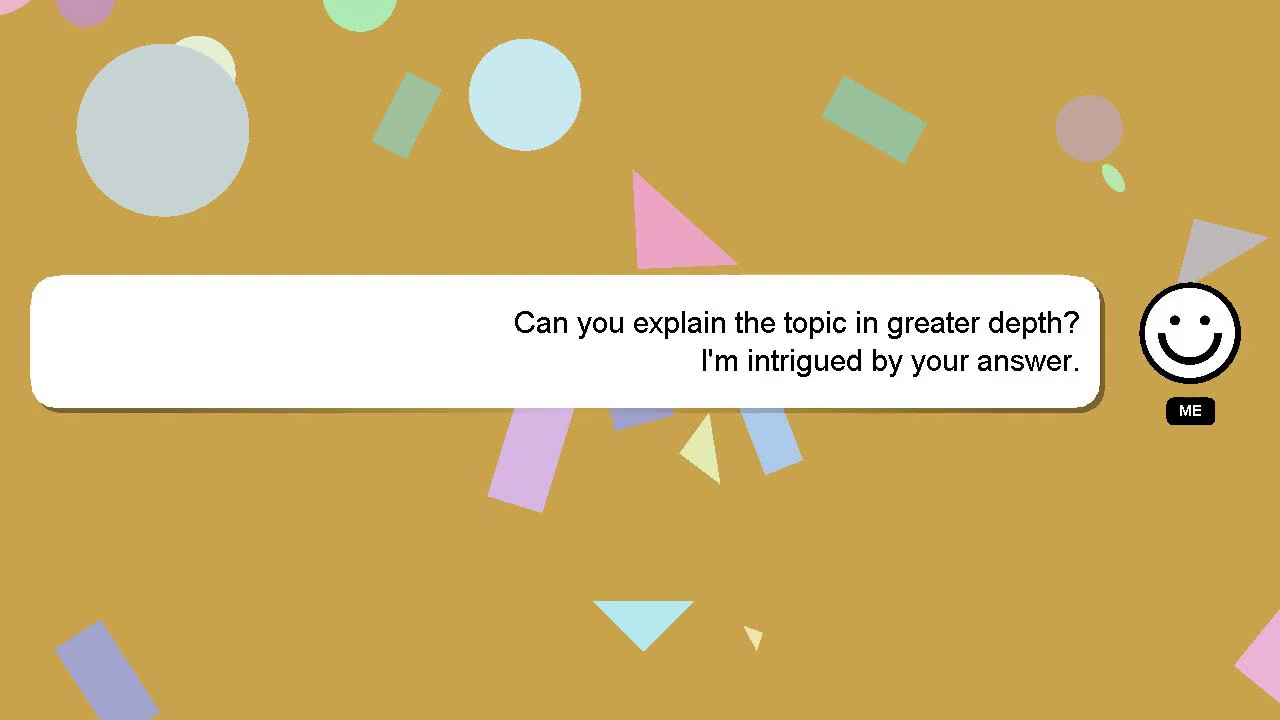 Can you explain the topic in greater depth?
I'm intrigued by your answer.
ME